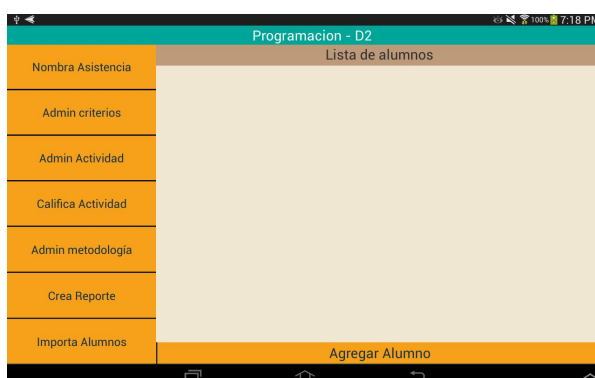 100% 7:18 PM
Programacion - D2
Lista de alumnos
Nombra Asistencia
Admin criterios
Admin Actividad
Califica Actividad
Admin metodología
Crea Reporte
Importa Alumnos
Agregar Alumno